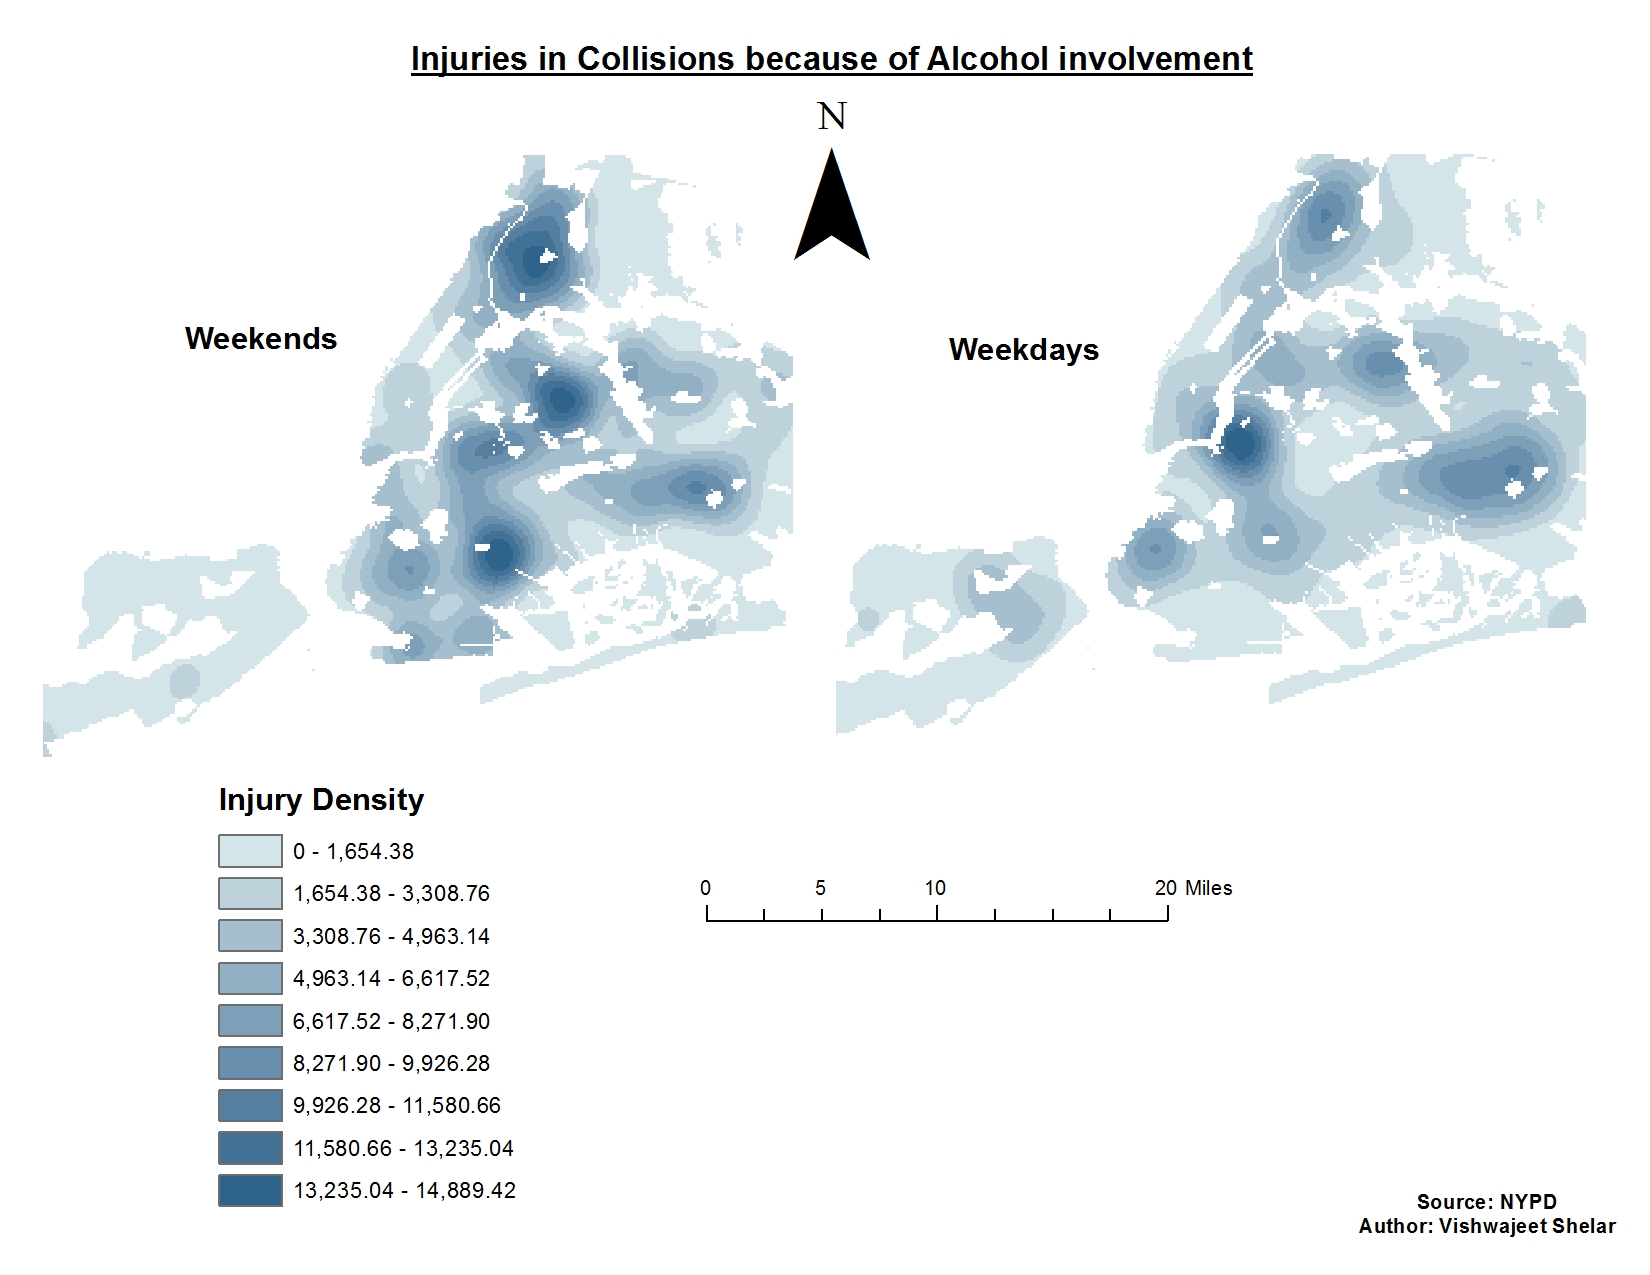 Injuries in Collisions because of Alcohol involvement
N
Weekends
Weekdays
Injury Density
0 - 1,654.38
1,654.38 - 3,308.76
3,308.76 - 4,963.14
4,963.14 - 6,617.52
6,617.52 - 8,271.90
8,271.90 - 9,926.28
9,926.28 - 11,580.66
11,580.66 - 13,235.04
13,235.04 - 14,889.42
0 5 10 20 Miles
Source: NYPD
Author: Vishwajeet Shelar